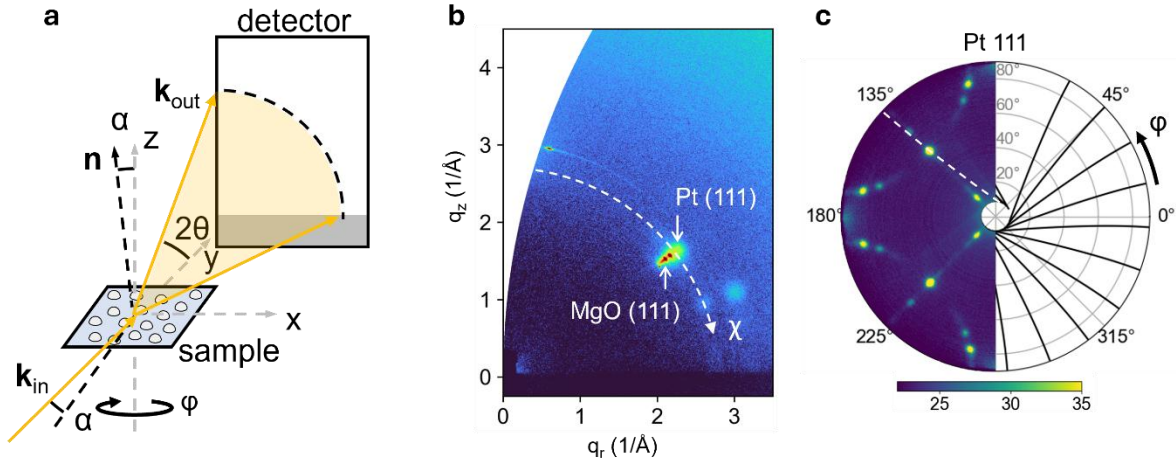 a
detector
k_out
α
z
n
2θ
y
x
sample
k_in
α
φ
b
4
3
2
1
0
q_z (1/Å)
Pt (111)
MgO (111)
χ
0
1
2
3
q_r (1/Å)
c
Pt 111
80°
60°
40°
20°
0°
135°
45°
φ
180°
0°
225°
315°
25
30
35